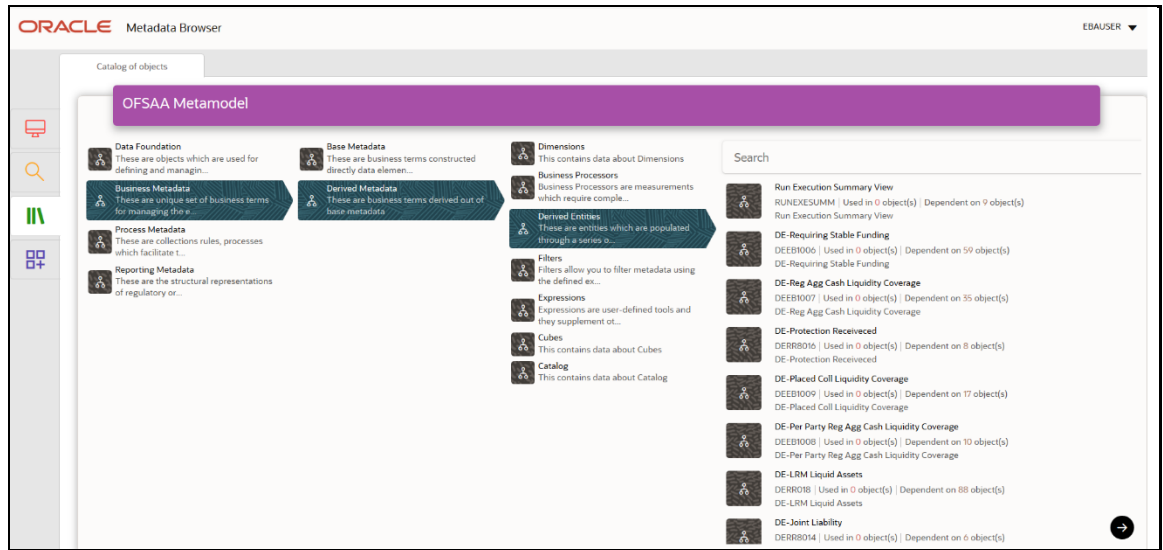 ORACLE Metadata Browser
EBAUSER
Catalog of objects
OFSAA Metamodel
Data Foundation
These are objects which are used for
defining and managin...
Business Metadata
These are unique set of business terms
for managing the e...
Process Metadata
These are collections rules, processes
which facilitate t...
Reporting Metadata
These are the structural representations
of regulatory or...
Base Metadata
These are business terms constructed
directly data elemen...
Derived Metadata
These are business terms derived out of
base metadata
Dimensions
This contains data about Dimensions
Business Processors
Business Processors are measurements
which require comple...
Derived Entities
These are entities which are populated
through a series o...
Filters
Filters allow you to filter metadata using
the defined ex...
Expressions
Expressions are user-defined tools and
they supplement ot...
Cubes
This contains data about Cubes
Catalog
This contains data about Catalog
Search
Run Execution Summary View
RUNEXESUMM | Used in 0 object(s) | Dependent on 9 object(s)
Run Execution Summary View
DE-Requiring Stable Funding
DEEB1006 | Used in 0 object(s) | Dependent on 59 object(s)
DE-Requiring Stable Funding
DE-Reg Agg Cash Liquidity Coverage
DEEB1007 | Used in 0 object(s) | Dependent on 35 object(s)
DE-Reg Agg Cash Liquidity Coverage
DE-Protection Receiveced
DERR8016 | Used in 0 object(s) | Dependent on 8 object(s)
DE-Protection Receiveced
DE-Placed Coll Liquidity Coverage
DEEB1009 | Used in 0 object(s) | Dependent on 17 object(s)
DE-Placed Coll Liquidity Coverage
DE-Per Party Reg Agg Cash Liquidity Coverage
DEEB1008 | Used in 0 object(s) | Dependent on 10 object(s)
DE-Per Party Reg Agg Cash Liquidity Coverage
DE-LRM Liquid Assets
DERR018 | Used in 0 object(s) | Dependent on 88 object(s)
DE-LRM Liquid Assets
DE-Joint Liability
DERR8014 | Used in 0 object(s) | Dependent on 6 object(s)